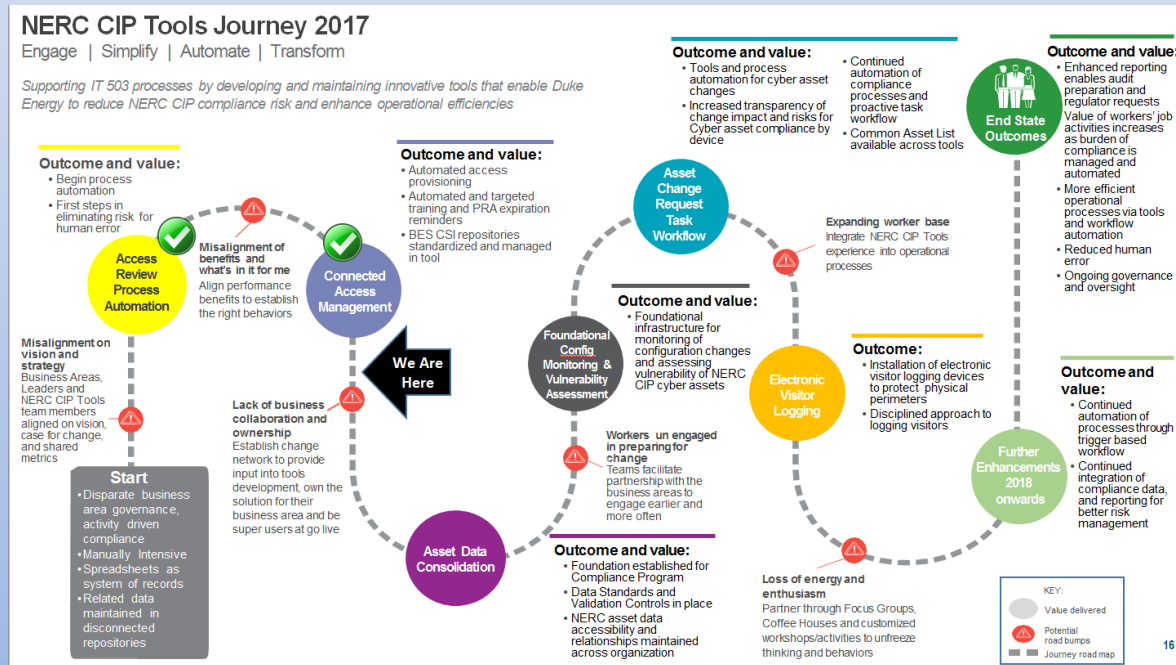 NERC CIP Tools Journey 2017
Engage | Simplify | Automate | Transform
Supporting IT 503 processes by developing and maintaining innovative tools that enable Duke
Energy to reduce NERC CIP compliance risk and enhance operational efficiencies
Outcome and value:
• Begin process
automation
• First steps in
eliminating risk for
human error
Access
Review
Process
Automation
Misalignment of
benefits and
what's in it for me
Align performance
benefits to establish
the right behaviors
Outcome and value:
• Automated access
provisioning
• Automated and targeted
training and PRA expiration
reminders
• BES CSI repositories
standardized and managed
in tool
Connected
Access
Management
We Are
Here
Misalignment on
vision and
strategy
Business Areas,
Leaders and
NERC CIP Tools
team members
aligned on vision,
case for change,
and shared
metrics
Start
• Disparate business
area governance,
activity driven
compliance
• Manually Intensive
• Spreadsheets as
system of records
• Related data
maintained in
disconnected
repositories
Lack of business
collaboration and
ownership
Establish change
network to provide
input into tools
development, own the
solution for their
business area and be
super users at go live
Asset Data
Consolidation
Outcome and value:
• Foundation established for
Compliance Program
• Data Standards and
Validation Controls in place
• NERC asset data
accessibility and
relationships maintained
across organization
Workers un engaged
in preparing for
change
Teams facilitate
partnership with the
business areas to
engage earlier and
more often
Foundational
Config
Monitoring &
Vulnerability
Assessment
Outcome and value:
• Foundational
infrastructure for
monitoring of
configuration changes
and assessing
vulnerability of NERC
CIP cyber assets
Asset
Change
Request
Task
Workflow
Outcome and value:
• Tools and process
automation for cyber asset
changes
• Increased transparency of
change impact and risks for
Cyber asset compliance by
device
• Continued
automation of
compliance
processes and
proactive task
workflow
• Common Asset List
available across tools
Expanding worker base
Integrate NERC CIP Tools
experience into operational
processes
Electronic
Visitor
Logging
Outcome:
• Installation of electronic
visitor logging devices
to protect physical
perimeters
• Disciplined approach to
logging visitors
Loss of energy and
enthusiasm
Partner through Focus Groups,
Coffee Houses and customized
workshops/activities to unfreeze
thinking and behaviors
Further
Enhancements
2018
onwards
Outcome and
value:
• Continued
automation of
processes through
trigger based
workflow
• Continued
integration of
compliance data,
and reporting for
better risk
management
End State
Outcomes
Outcome and value:
• Enhanced reporting
enables audit
preparation and
regulator requests
Value of workers' job
activities increases
as burden of
compliance is
managed and
automated
• More efficient
operational
processes via tools
and workflow
automation
• Reduced human
error
• Ongoing governance
and oversight
KEY:
Value delivered
Potential
road bumps
Journey road map
16